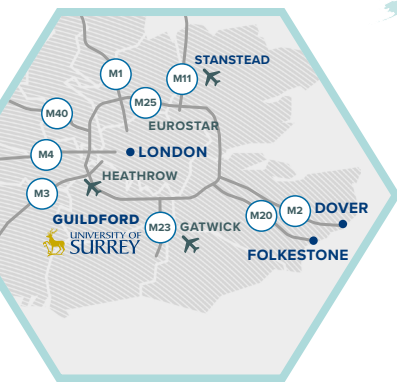 STANSTEAD
M1
M11
M25
M40
EUROSTAR
M4
LONDON
HEATHROW
M3
GUILDFORD
UNIVERSITY OF
SURREY
M23
GATWICK
M20
M2
DOVER
FOLKESTONE